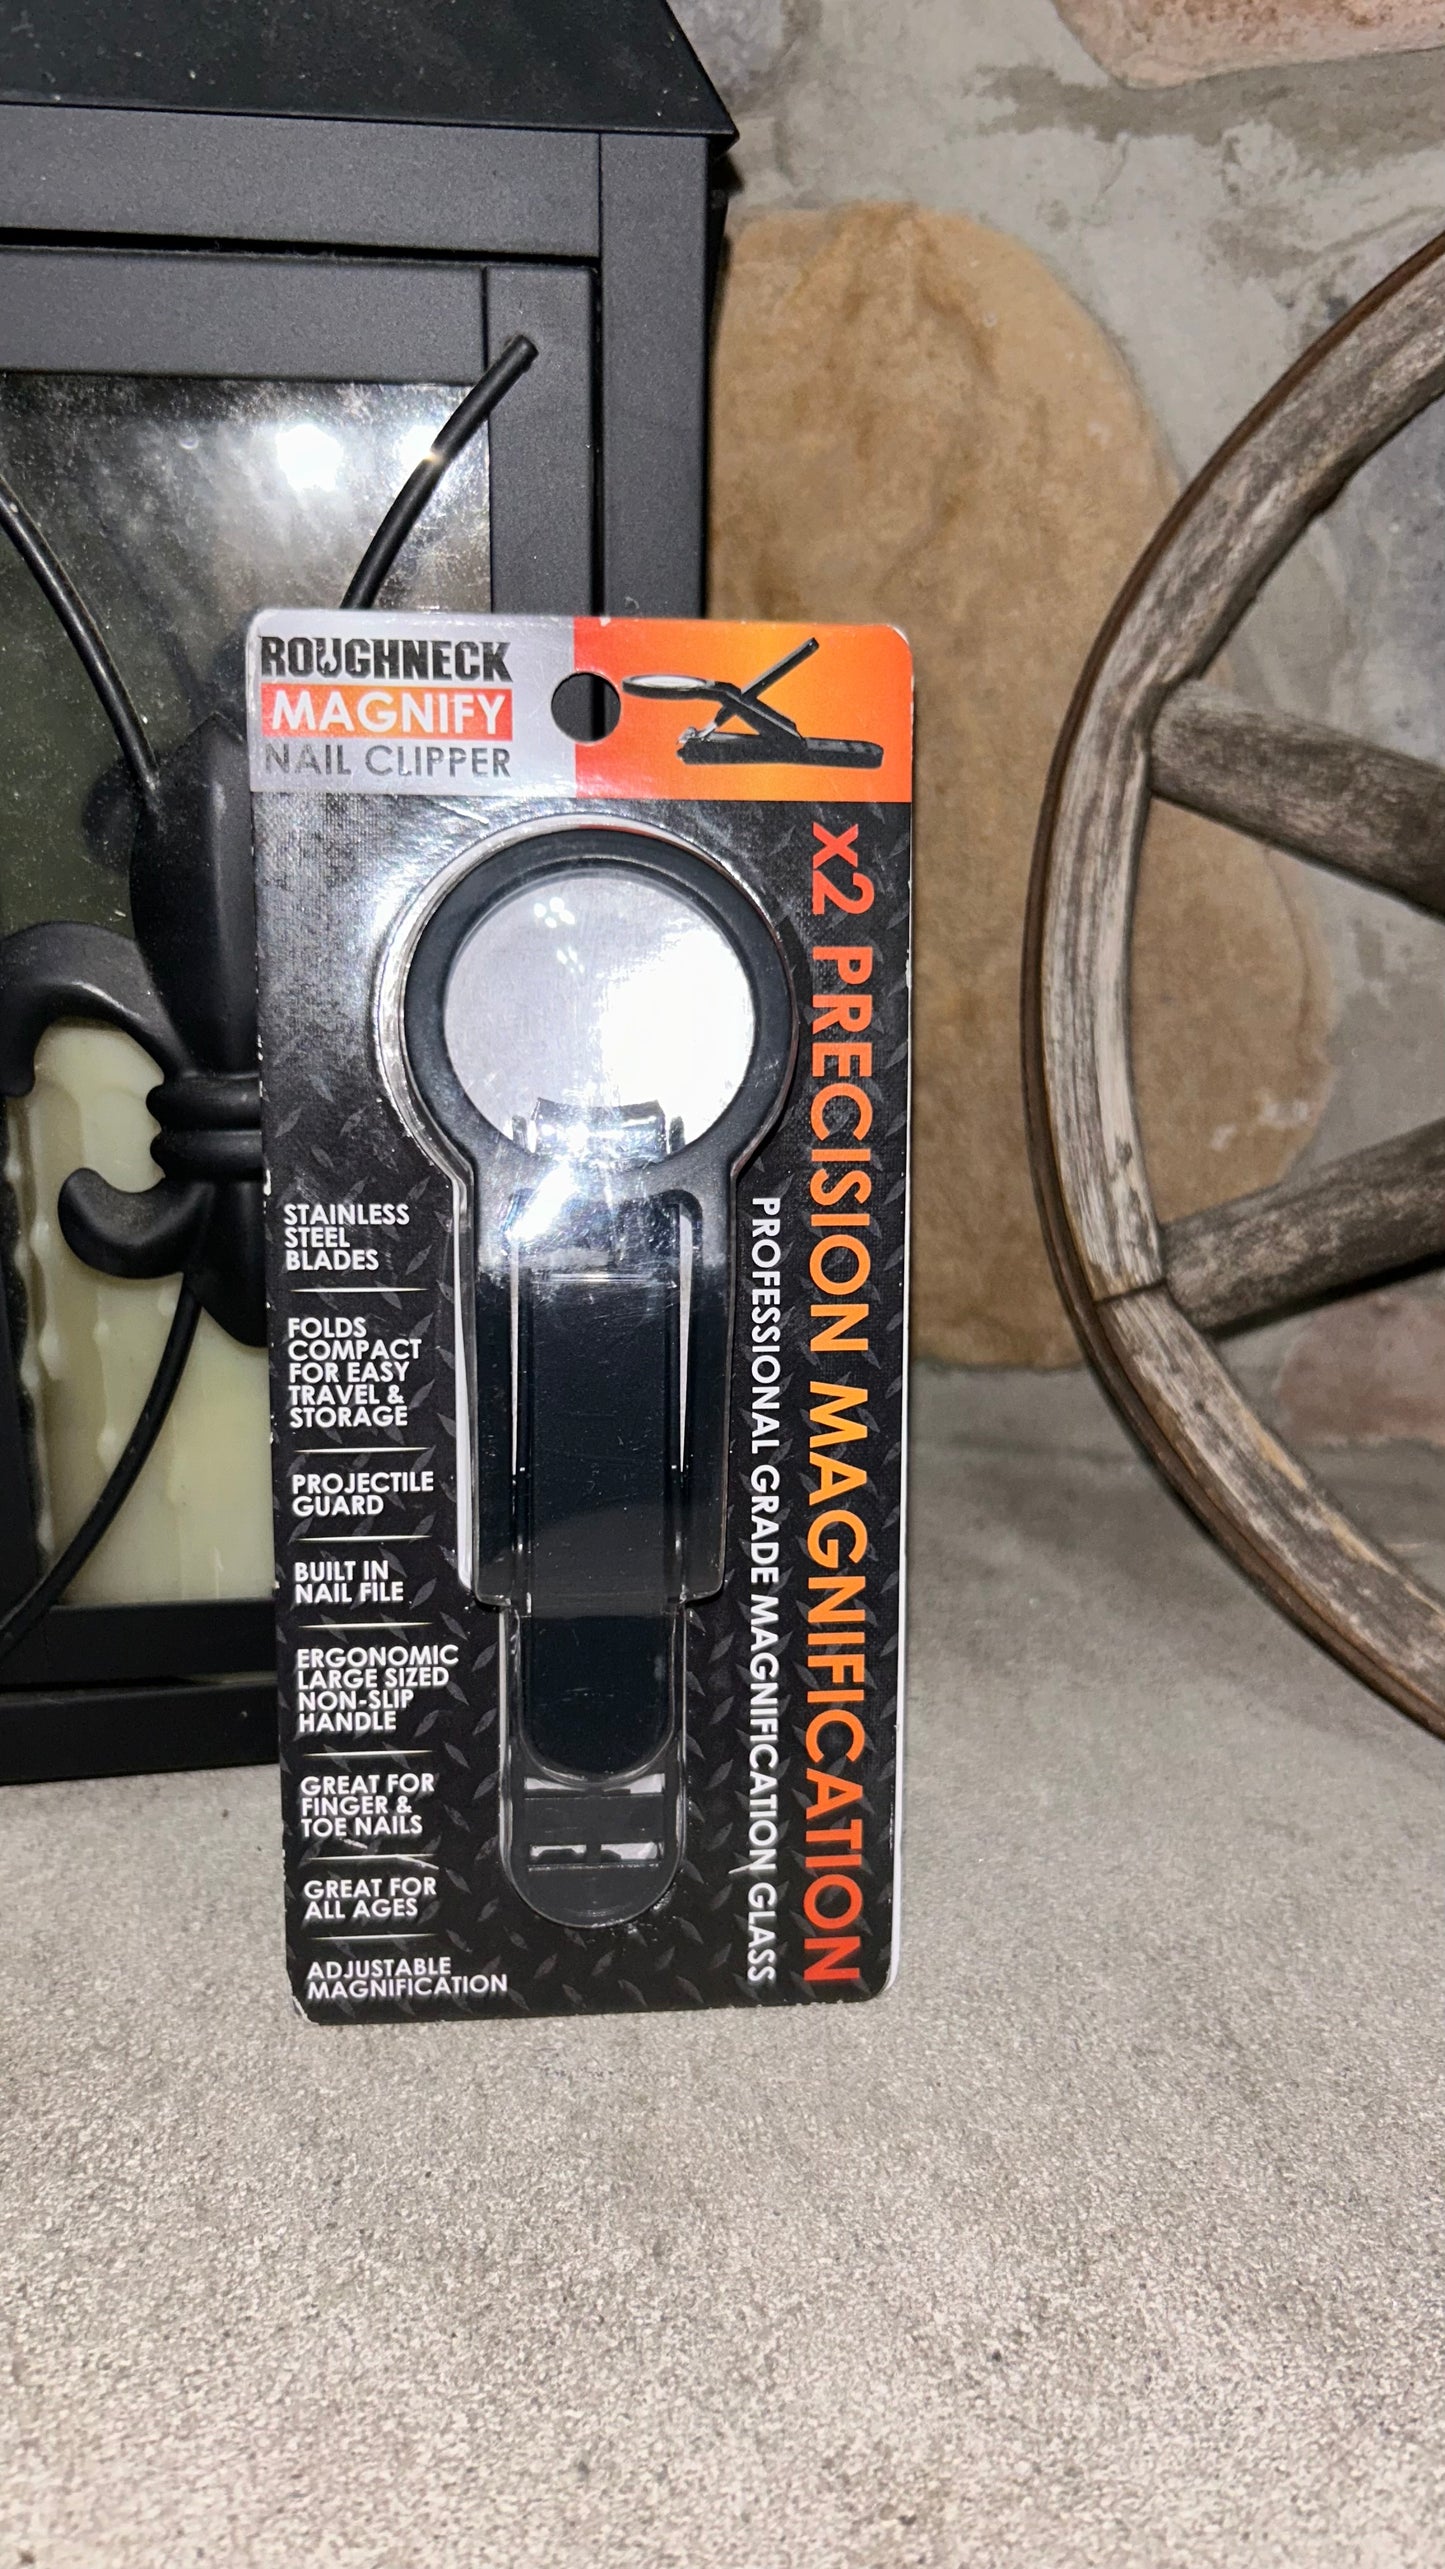 ROUGHNECK
MAGNIFY
NAIL CLIPPER
X2 PRECISION MAGNIFICATION
PROFESSIONAL GRADE MAGNIFICATION GLASS
STAINLESS
STEEL
BLADES
FOLDS
COMPACT
FOR EASY
TRAVEL &
STORAGE
PROJECTILE
GUARD
BUILT IN
NAIL FILE
ERGONOMIC
LARGE SIZED
NON-SLIP
HANDLE
GREAT FOR
FINGER &
TOE NAILS
GREAT FOR
ALL AGES
ADJUSTABLE
MAGNIFICATION